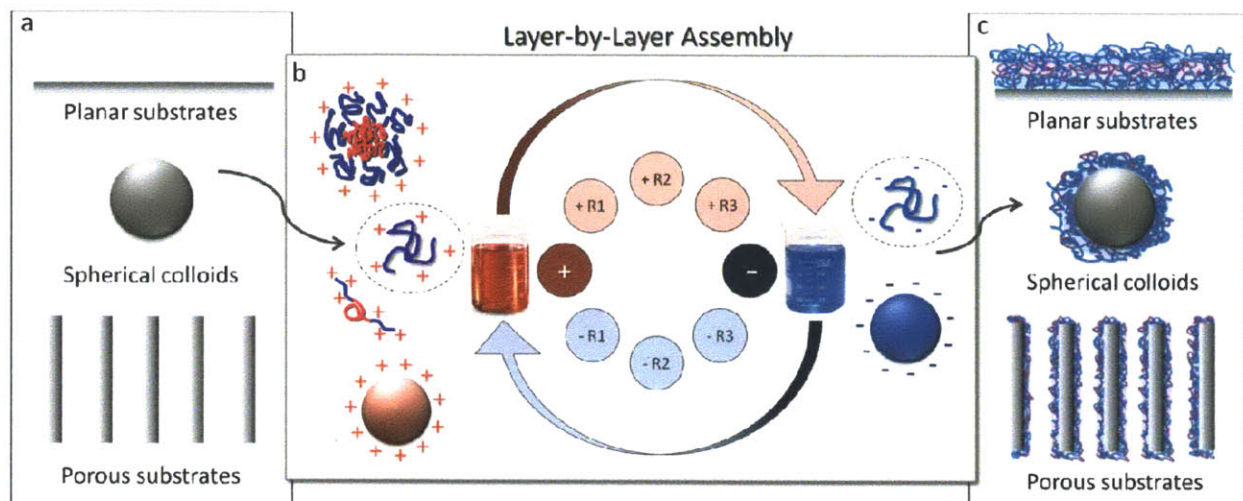 a
Planar substrates
Spherical colloids
Porous substrates
Layer-by-Layer Assembly
b
+ R1
+ R2
+ R3
+
−
- R1
- R2
- R3
c
Planar substrates
Spherical colloids
Porous substrates